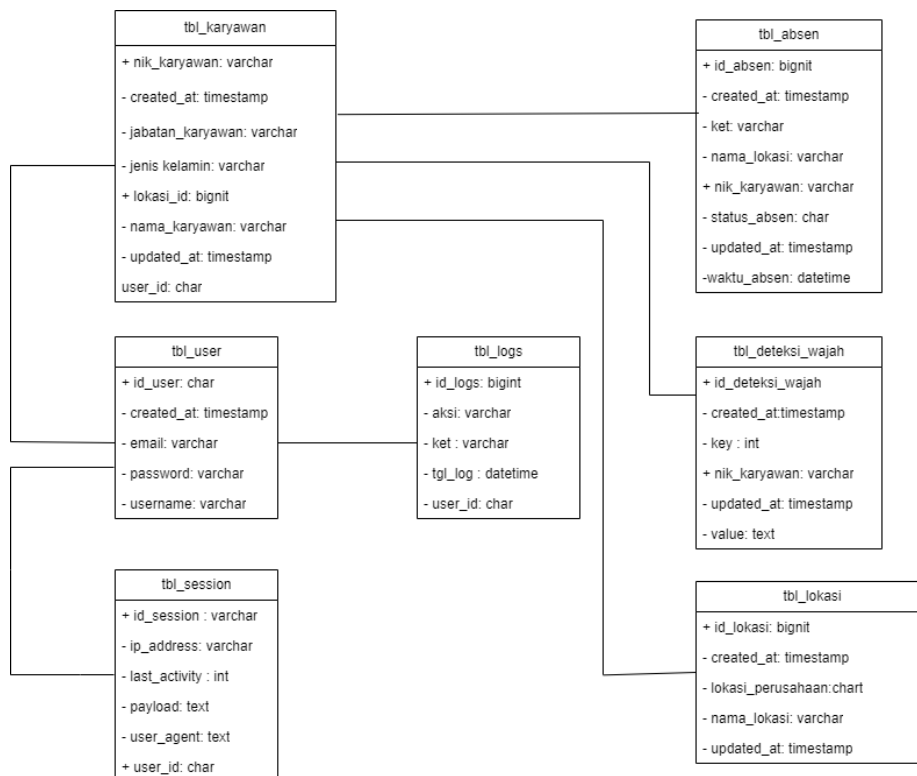 tbl_karyawan
+ nik_karyawan: varchar
- created_at: timestamp
- jabatan_karyawan: varchar
- jenis kelamin: varchar
+ lokasi_id: bignit
- nama_karyawan: varchar
- updated_at: timestamp
user_id: char
tbl_absen
+ id_absen: bignit
- created_at: timestamp
- ket: varchar
- nama_lokasi: varchar
+ nik_karyawan: varchar
- status_absen: char
- updated_at: timestamp
-waktu_absen: datetime
tbl_user
+ id_user: char
- created_at: timestamp
- email: varchar
- password: varchar
- username: varchar
tbl_logs
+ id_logs: bigint
- aksi: varchar
- ket : varchar
- tgl_log : datetime
- user_id: char
tbl_deteksi_wajah
+ id_deteksi_wajah
- created_at:timestamp
- key : int
+ nik_karyawan: varchar
- updated_at: timestamp
- value: text
tbl_session
+ id_session : varchar
- ip_address: varchar
- last_activity : int
- payload: text
- user_agent: text
+ user_id: char
tbl_lokasi
+ id_lokasi: bignit
- created_at: timestamp
- lokasi_perusahaan:chart
- nama_lokasi: varchar
- updated_at: timestamp